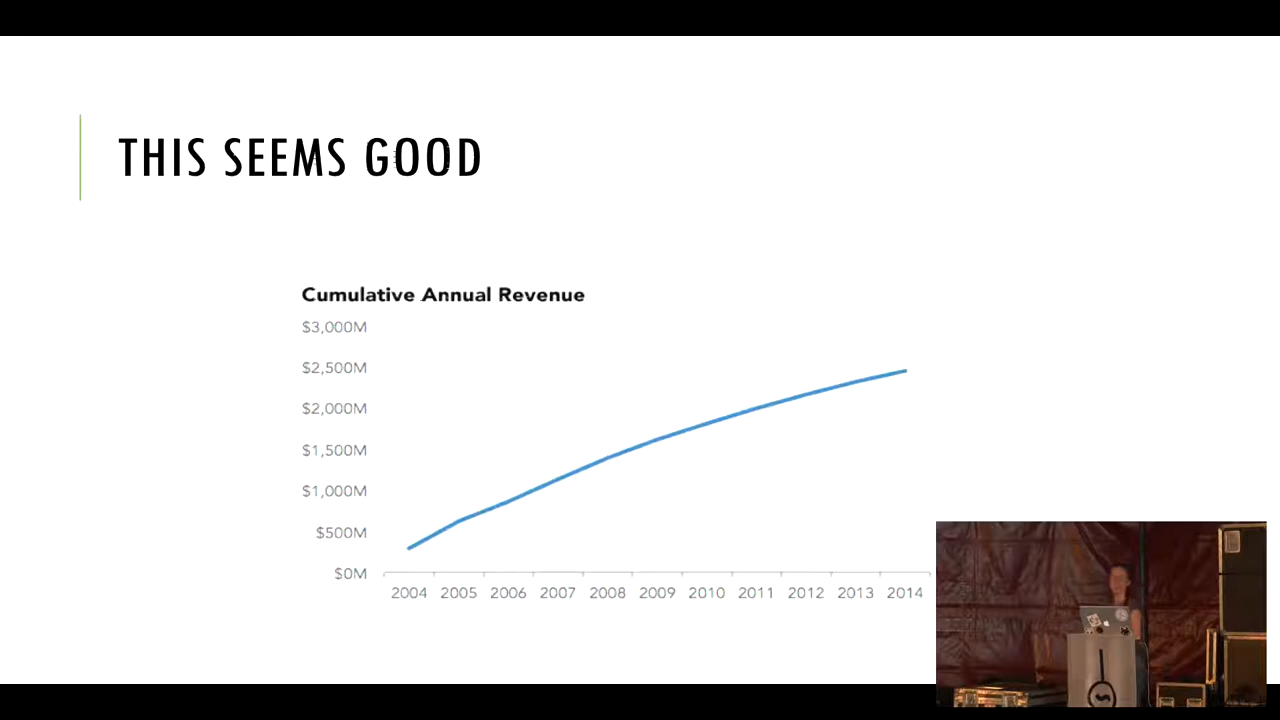 THIS SEEMS GOOD
Cumulative Annual Revenue
$3,000M
$2,500M
$2,000M
$1,500M
$1,000M
$500M
$0M
2004 2005 2006 2007 2008 2009 2010 2011 2012 2013 2014